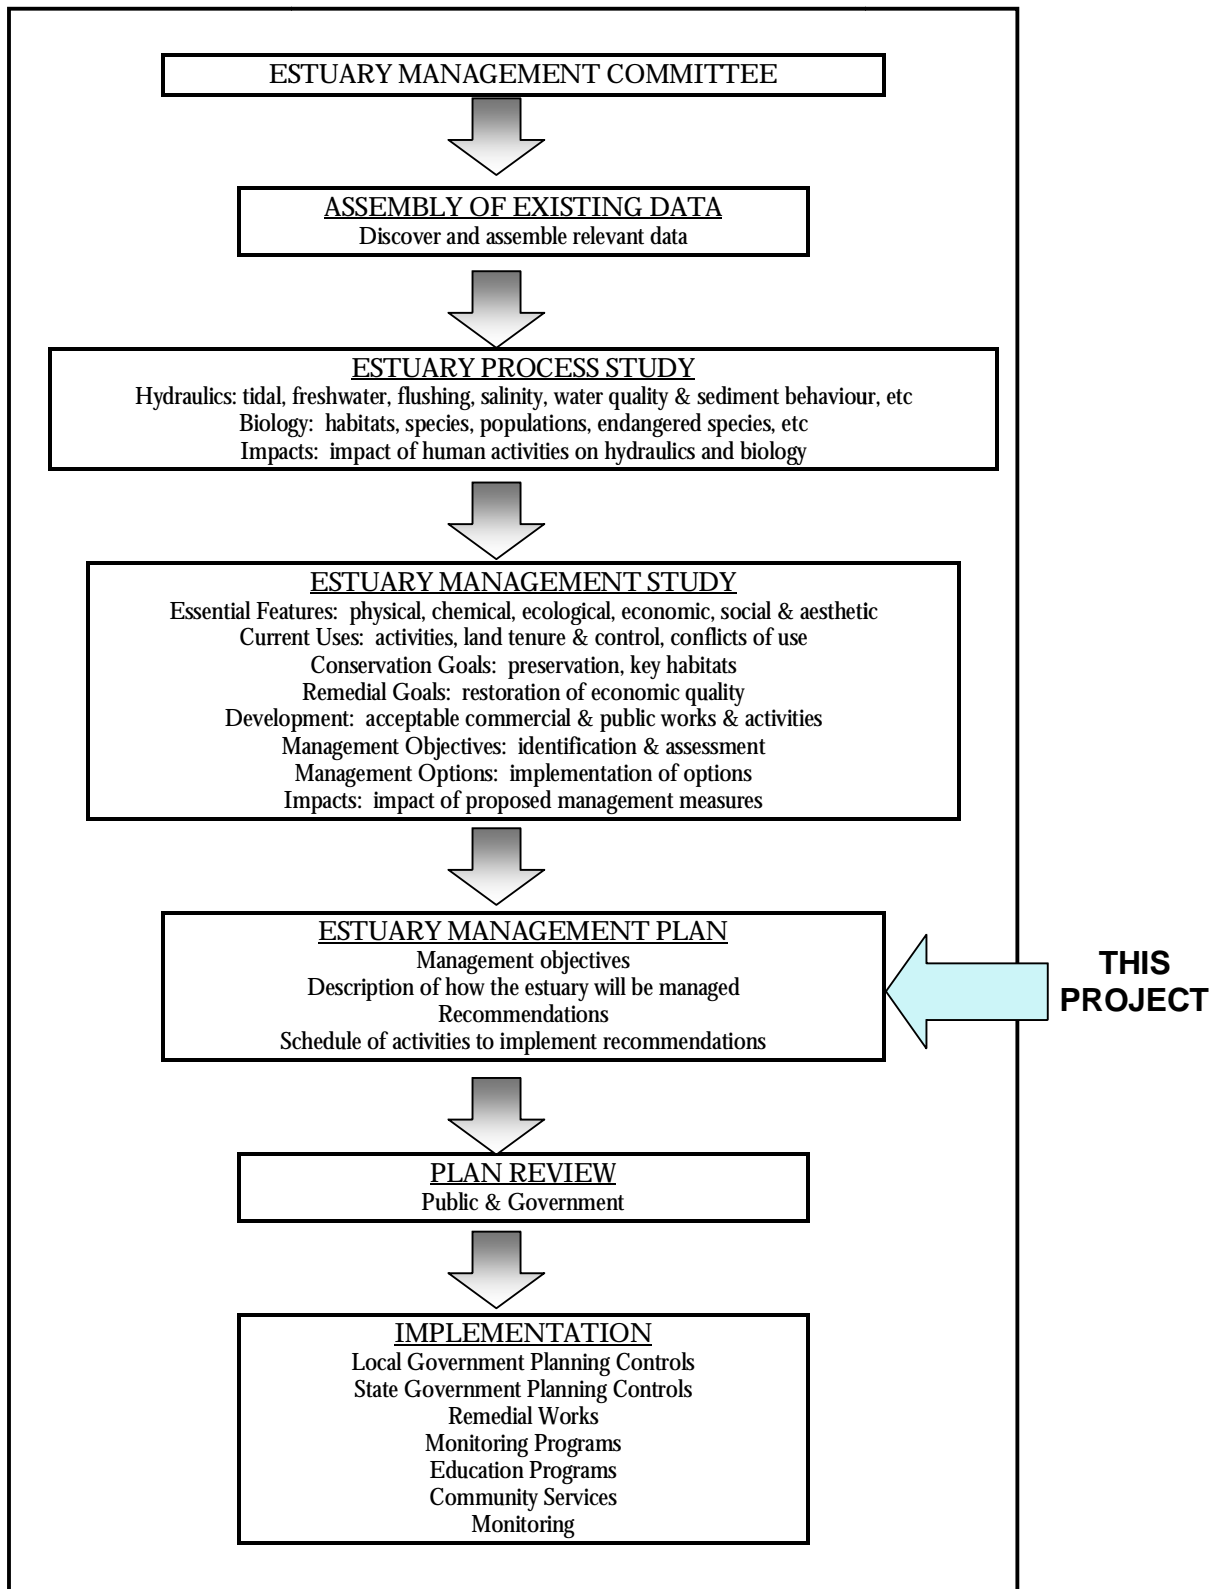 ESTUARY MANAGEMENT COMMITTEE
ASSEMBLY OF EXISTING DATA
Discover and assemble relevant data
ESTUARY PROCESS STUDY
Hydraulics: tidal, freshwater, flushing, salinity, water quality & sediment behaviour, etc
Biology: habitats, species, populations, endangered species, etc
Impacts: impact of human activities on hydraulics and biology
ESTUARY MANAGEMENT STUDY
Essential Features: physical, chemical, ecological, economic, social & aesthetic
Current Uses: activities, land tenure & control, conflicts of use
Conservation Goals: preservation, key habitats
Remedial Goals: restoration of economic quality
Development: acceptable commercial & public works & activities
Management Objectives: identification & assessment
Management Options: implementation of options
Impacts: impact of proposed management measures
ESTUARY MANAGEMENT PLAN
Management objectives
Description of how the estuary will be managed
Recommendations
Schedule of activities to implement recommendations
THIS
PROJECT
PLAN REVIEW
Public & Government
IMPLEMENTATION
Local Government Planning Controls
State Government Planning Controls
Remedial Works
Monitoring Programs
Education Programs
Community Services
Monitoring